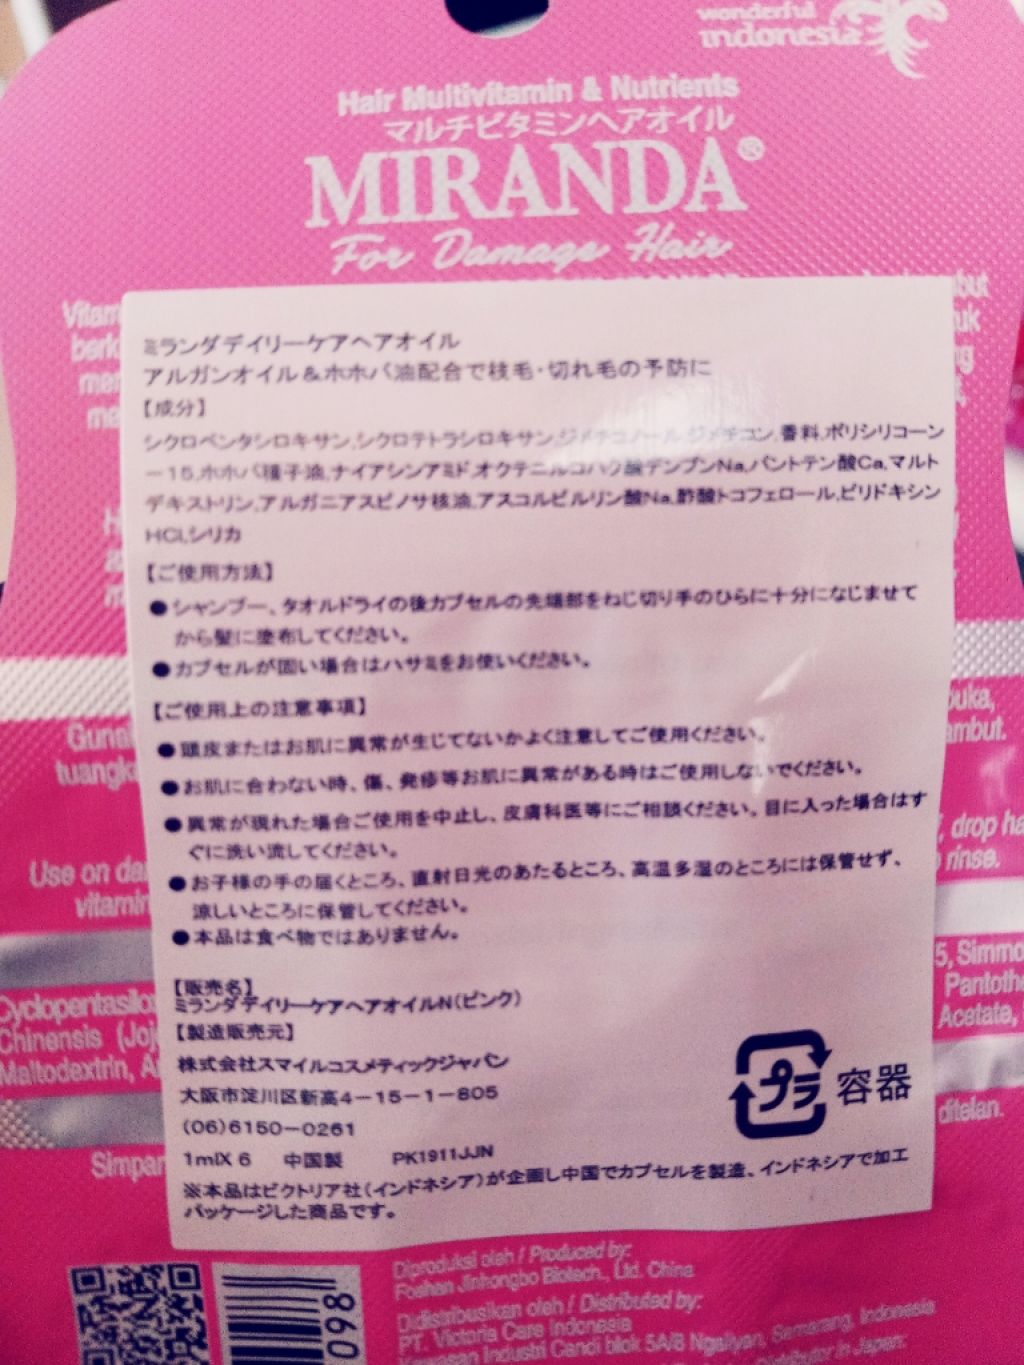 wonderful
indonesia
Hair Multivitamin & Nutrients
マルチビタミンヘアオイル
MIRANDA®
For Damage Hair
ミランダデイリーケアヘアオイル
アルガンオイル&ホホバ油配合で枝毛・切れ毛の予防に
【成分】
シクロペンタシロキサン,シクロテトラシロキサン,ジメチコノール,ジメチコン,香料,ポリシリコーン
-15,ホホバ種子油,ナイアシンアミド,オクテニルコハク酸デンプンNa,パントテン酸Ca,マルト
デキストリン,アルガニアスピノサ核油,アスコルビルリン酸Na,酢酸トコフェロール,ピリドキシン
HCl,シリカ
【ご使用方法】
●シャンプー、タオルドライの後カプセルの先端部をねじ切り手のひらに十分になじませて
から髪に塗布してください。
●カプセルが固い場合はハサミをお使いください。
【ご使用上の注意事項】
●頭皮またはお肌に異常が生じてないかよく注意してご使用ください。
●お肌に合わない時、傷、発疹等お肌に異常がある時はご使用しないでください。
●異常が現れた場合ご使用を中止し、皮膚科医等にご相談ください。目に入った場合はす
ぐに洗い流してください。
●お子様の手の届くところ、直射日光のあたるところ、高温多湿のところには保管せず、
涼しいところに保管してください。
●本品は食べ物ではありません。
【販売名】
ミランダデイリーケアヘアオイルN(ピンク)
【製造販売元】
株式会社スマイルコスメティックジャパン
大阪市淀川区新高4-15-1-805
(06)6150-0261
1mlX 6 中国製 PK1911JJN
プラ 容器
※本品はビクトリア社(インドネシア)が企画し中国でカプセルを製造、インドネシアで加工
パッケージした商品です。
Use on
drop
rinse.
Cyclopentasilox
5, Simmo
Chinensis (Joj
Maltodextrin, A
Acetate,
ditelan.
Simpan
Diproduksi oleh / Produced by:
Foshan Jinhongbo Biotech., Ltd. China
Didistribusikan oleh / Distributed by:
PT. Victoria Care Indonesia
Kawasan Industri Candi blok 5A/8 Ngaliyan, Semarang, Indonesia
Distributor in Japan:
860